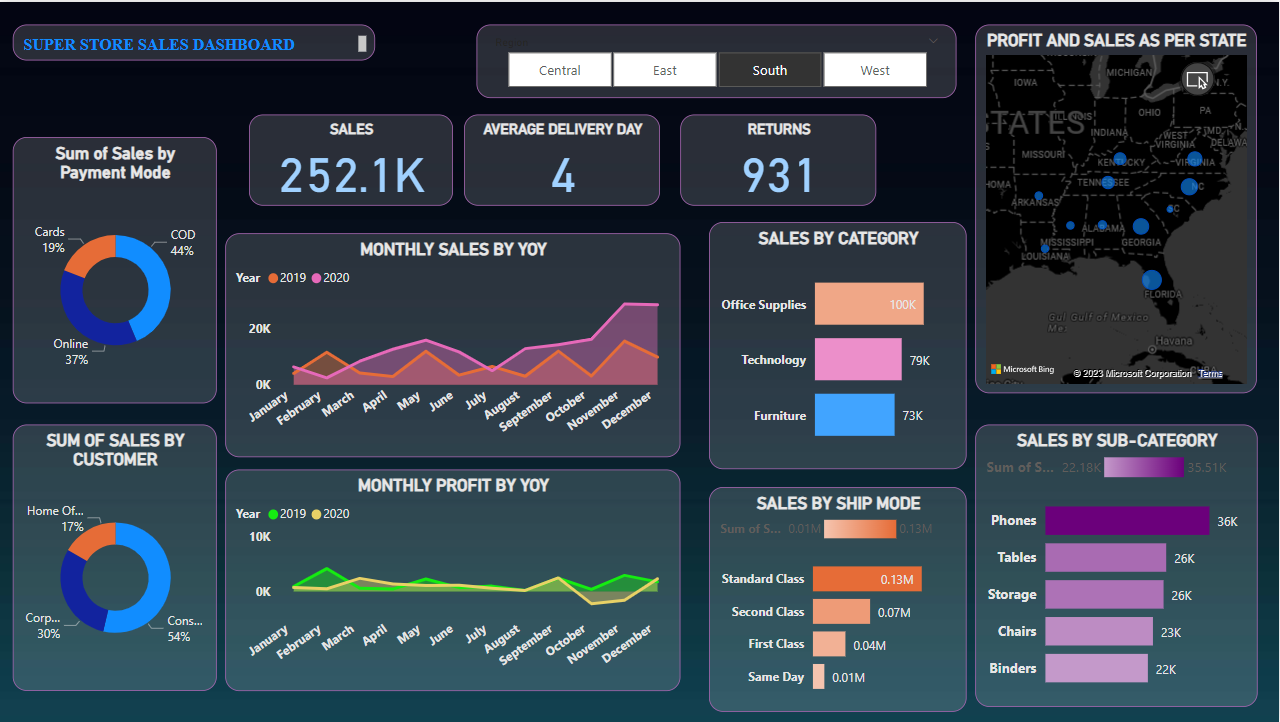 SUPER STORE SALES DASHBOARD
Central
East
South
West
SALES
252.1K
AVERAGE DELIVERY DAY
4
RETURNS
931
PROFIT AND SALES AS PER STATE
MICHIGAN
IOWA
N.Y.
OHIO
PA
ILLINOIS
INDIANA
MD
WEST
VIRGINIA
DELAWA
MISSOURI
KENTUCKY
VIRGINIA
TENNESSEE
NC
HOMA
ARKANSAS
SC
MISSISSIPPI
ALABAMA
GEORGIA
LOUISIANA
FLORIDA
Gulf of Mexico
Havana
CUBA
Microsoft Bing
© 2023 Microsoft Corporation Terms
Sum of Sales by
Payment Mode
Cards
19%
COD
44%
Online
37%
MONTHLY SALES BY YOY
Year 2019 2020
20K
0K
January
February
March
April
May
June
July
August
September
October
November
December
SALES BY CATEGORY
Office Supplies 100K
Technology 79K
Furniture 73K
SUM OF SALES BY
CUSTOMER
Home Of...
17%
Corp...
30%
Cons...
54%
MONTHLY PROFIT BY YOY
Year 2019 2020
10K
0K
January
February
March
April
May
June
July
August
September
October
November
December
SALES BY SHIP MODE
Sum of S... 0.01M 0.13M
Standard Class 0.13M
Second Class 0.07M
First Class 0.04M
Same Day 0.01M
SALES BY SUB-CATEGORY
Sum of S... 22.18K 35.51K
Phones 36K
Tables 26K
Storage 26K
Chairs 23K
Binders 22K